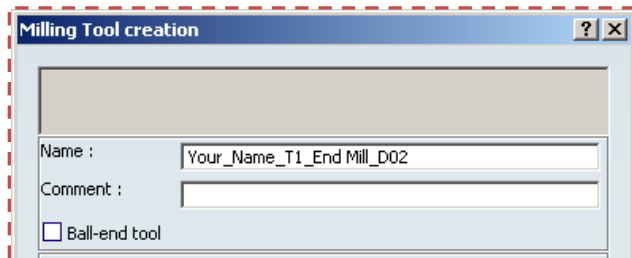 Milling Tool creation
Name : Your_Name_T1_End Mill_D02
Comment :
Ball-end tool